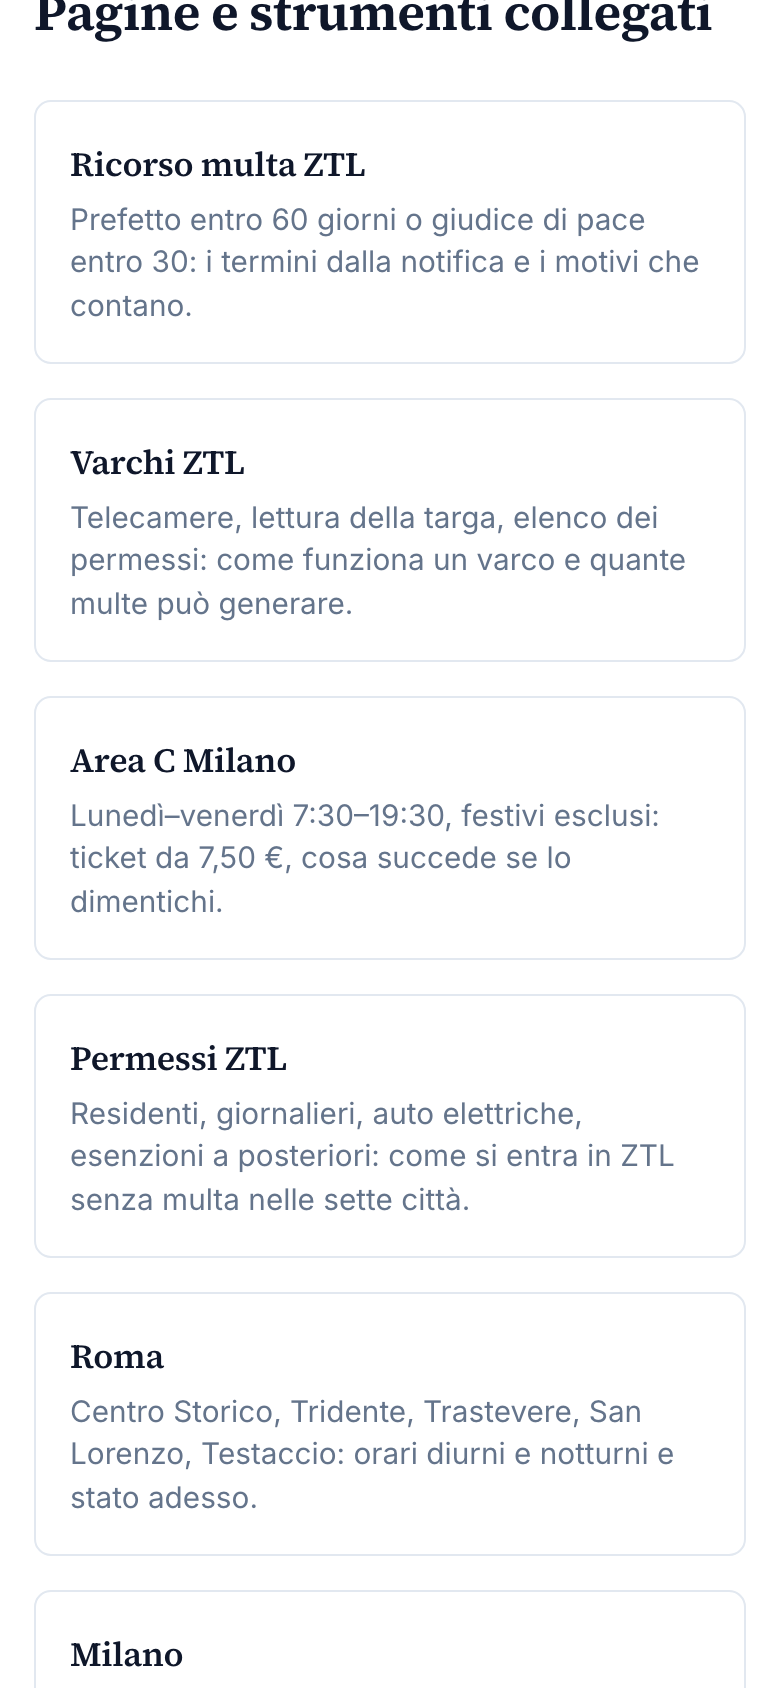 Pagine e strumenti collegati
Ricorso multa ZTL
Prefetto entro 60 giorni o giudice di pace
entro 30: i termini dalla notifica e i motivi che
contano.
Varchi ZTL
Telecamere, lettura della targa, elenco dei
permessi: come funziona un varco e quante
multe può generare.
Area C Milano
Lunedì–venerdì 7:30–19:30, festivi esclusi:
ticket da 7,50 €, cosa succede se lo
dimentichi.
Permessi ZTL
Residenti, giornalieri, auto elettriche,
esenzioni a posteriori: come si entra in ZTL
senza multa nelle sette città.
Roma
Centro Storico, Tridente, Trastevere, San
Lorenzo, Testaccio: orari diurni e notturni e
stato adesso.
Milano